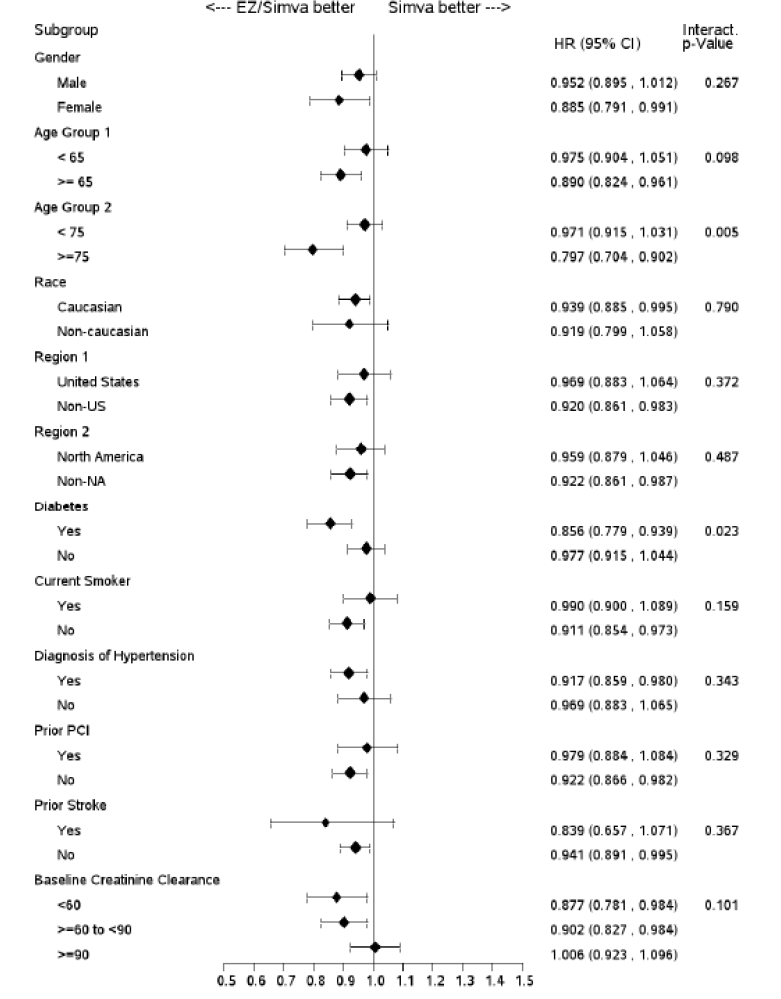 <--- EZ/Simva better Simva better --->
Subgroup HR (95% CI) Interact. p-Value
Gender
Male 0.952 (0.895 , 1.012) 0.267
Female 0.885 (0.791 , 0.991)
Age Group 1
< 65 0.975 (0.904 , 1.051) 0.098
>= 65 0.890 (0.824 , 0.961)
Age Group 2
< 75 0.971 (0.915 , 1.031) 0.005
>=75 0.797 (0.704 , 0.902)
Race
Caucasian 0.939 (0.885 , 0.995) 0.790
Non-caucasian 0.919 (0.799 , 1.058)
Region 1
United States 0.969 (0.883 , 1.064) 0.372
Non-US 0.920 (0.861 , 0.983)
Region 2
North America 0.959 (0.879 , 1.046) 0.487
Non-NA 0.922 (0.861 , 0.987)
Diabetes
Yes 0.856 (0.779 , 0.939) 0.023
No 0.977 (0.915 , 1.044)
Current Smoker
Yes 0.990 (0.900 , 1.089) 0.159
No 0.911 (0.854 , 0.973)
Diagnosis of Hypertension
Yes 0.917 (0.859 , 0.980) 0.343
No 0.969 (0.883 , 1.065)
Prior PCI
Yes 0.979 (0.884 , 1.084) 0.329
No 0.922 (0.866 , 0.982)
Prior Stroke
Yes 0.839 (0.657 , 1.071) 0.367
No 0.941 (0.891 , 0.995)
Baseline Creatinine Clearance
<60 0.877 (0.781 , 0.984) 0.101
>=60 to <90 0.902 (0.827 , 0.984)
>=90 1.006 (0.923 , 1.096)
0.5 0.6 0.7 0.8 0.9 1.0 1.1 1.2 1.3 1.4 1.5